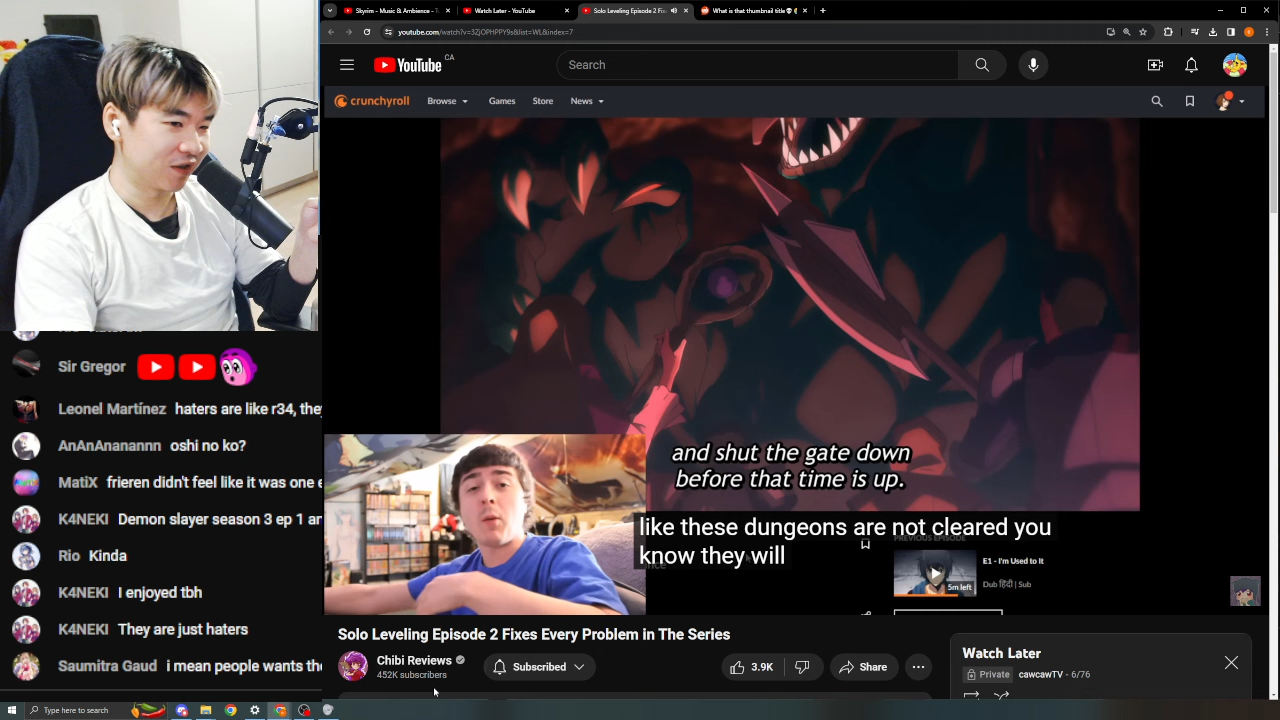 Skyrim - Music & Ambience - T
Watch Later - YouTube
Solo Leveling Episode 2 Fix
What is that thumbnail title
youtube.com/watch?v=3ZjOPHPPY9s&list=WL&index=7
YouTube CA
Search
crunchyroll
Browse
Games
Store
News
and shut the gate down
before that time is up.
like these dungeons are not cleared you
know they will
PREVIOUS EPISODE
E1 - I'm Used to It
Dub हिंदी | Sub
5m left
Solo Leveling Episode 2 Fixes Every Problem in The Series
Chibi Reviews
452K subscribers
Subscribed
3.9K
Share
Watch Later
Private
cawcawTV - 6/76
Sir Gregor
Leonel Martínez haters are like r34, they
AnAnAnanannn oshi no ko?
MatiX frieren didn't feel like it was one e
K4NEKI Demon slayer season 3 ep 1 an
Rio Kinda
K4NEKI I enjoyed tbh
K4NEKI They are just haters
Saumitra Gaud i mean people wants the
Type here to search